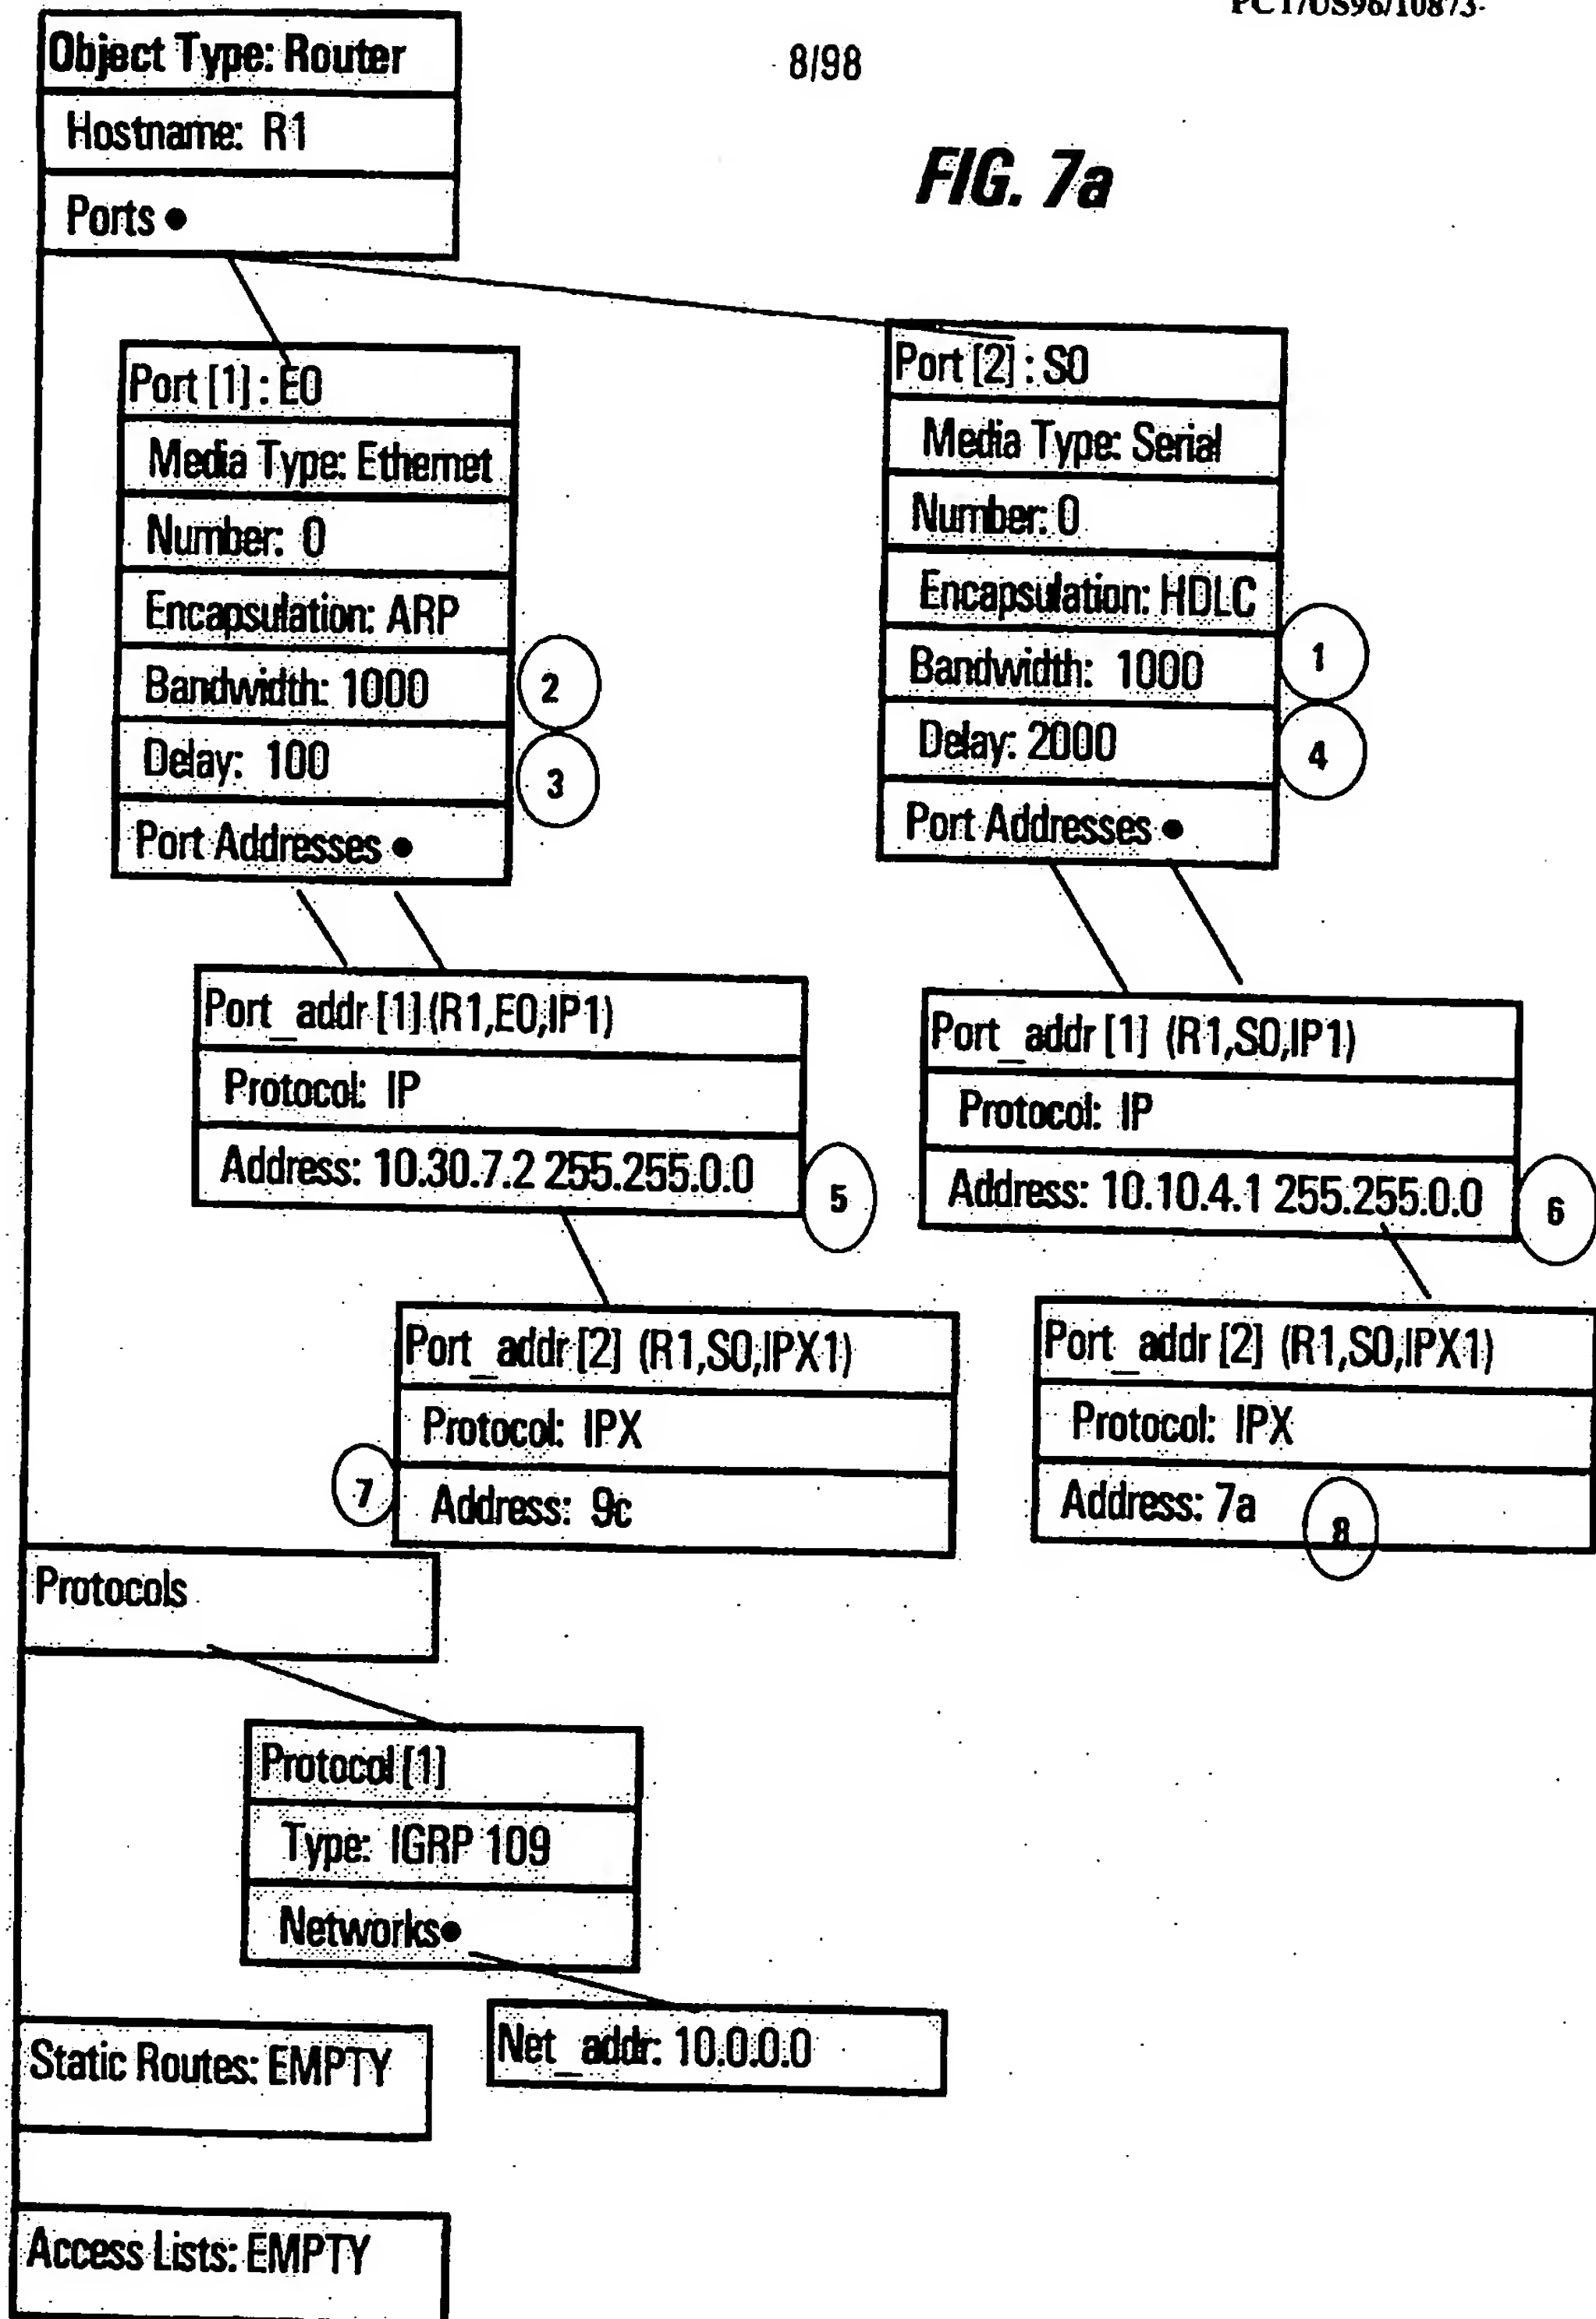 PCT/US96/10873
8/98
FIG. 7a
Object Type: Router
Hostname: R1
Ports ●
Port [1] : E0
Media Type: Ethernet
Number: 0
Encapsulation: ARP
Bandwidth: 1000
2
Delay: 100
3
Port Addresses ●
Port [2] : S0
Media Type: Serial
Number: 0
Encapsulation: HDLC
1
Bandwidth: 1000
Delay: 2000
4
Port Addresses ●
Port_addr [1] (R1,E0,IP1)
Protocol: IP
Address: 10.30.7.2 255.255.0.0
5
Port_addr [1] (R1,S0,IP1)
Protocol: IP
Address: 10.10.4.1 255.255.0.0
6
Port_addr [2] (R1,S0,IPX1)
Protocol: IPX
7
Address: 9c
Port_addr [2] (R1,S0,IPX1)
Protocol: IPX
Address: 7a
8
Protocols
Protocol [1]
Type: IGRP 109
Networks●
Net_addr: 10.0.0.0
Static Routes: EMPTY
Access Lists: EMPTY